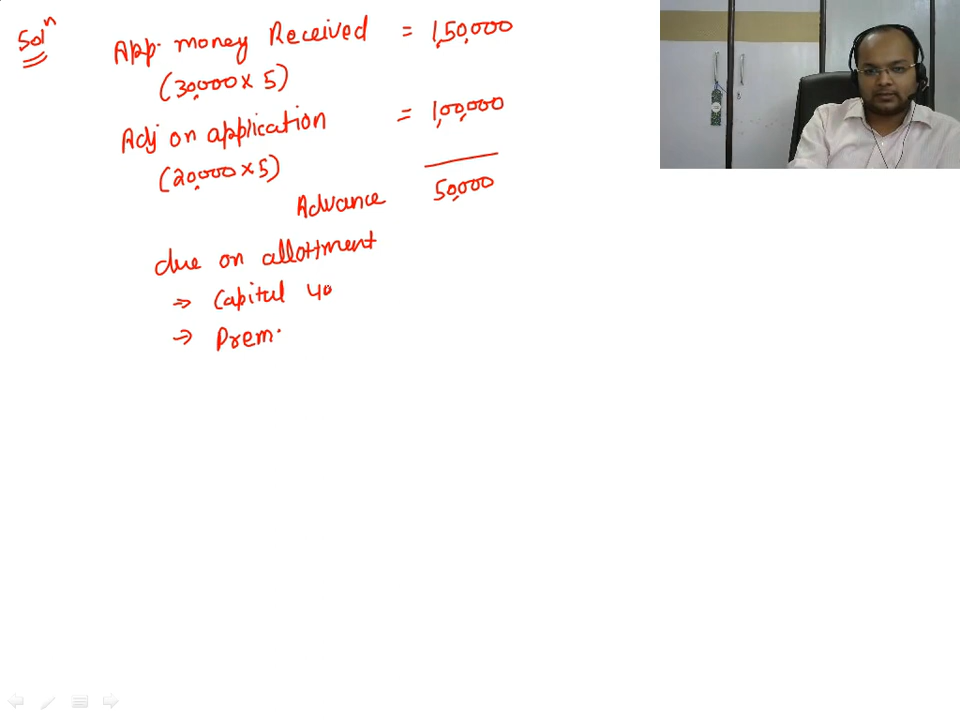 Solⁿ
App. money Received = 1,50,000
(30,000 x 5)
Adj on application = 1,00,000
(20,000 x 5)
Advance 50,000
due on allottment
→ Capital 40
→ Prem.